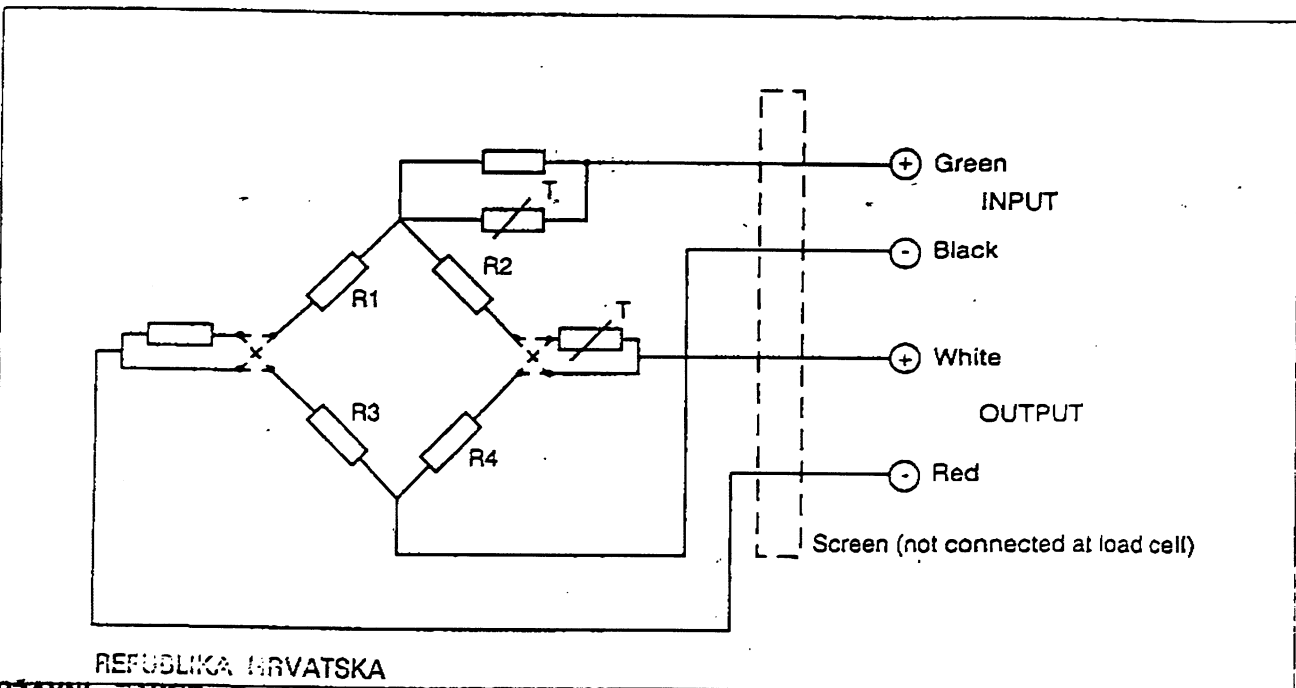 T
+ Green
INPUT
- Black
R2
R1
T
+ White
R3
OUTPUT
R4
- Red
Screen (not connected at load cell)
REPUBLIKA HRVATSKA